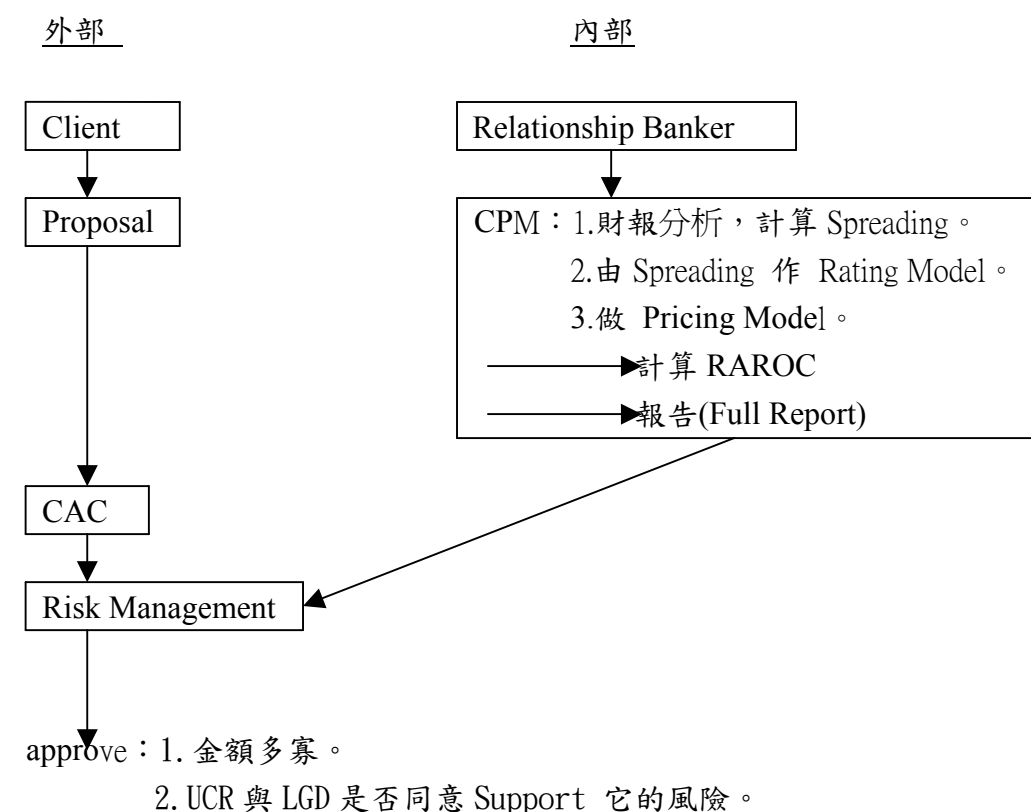 外部 內部
Client Relationship Banker
Proposal
CPM：1.財報分析，計算 Spreading。
2.由 Spreading 作 Rating Model。
3.做 Pricing Model。
計算 RAROC
報告(Full Report)
CAC
Risk Management
approve：1.金額多寡。
2.UCR 與 LGD 是否同意 Support 它的風險。